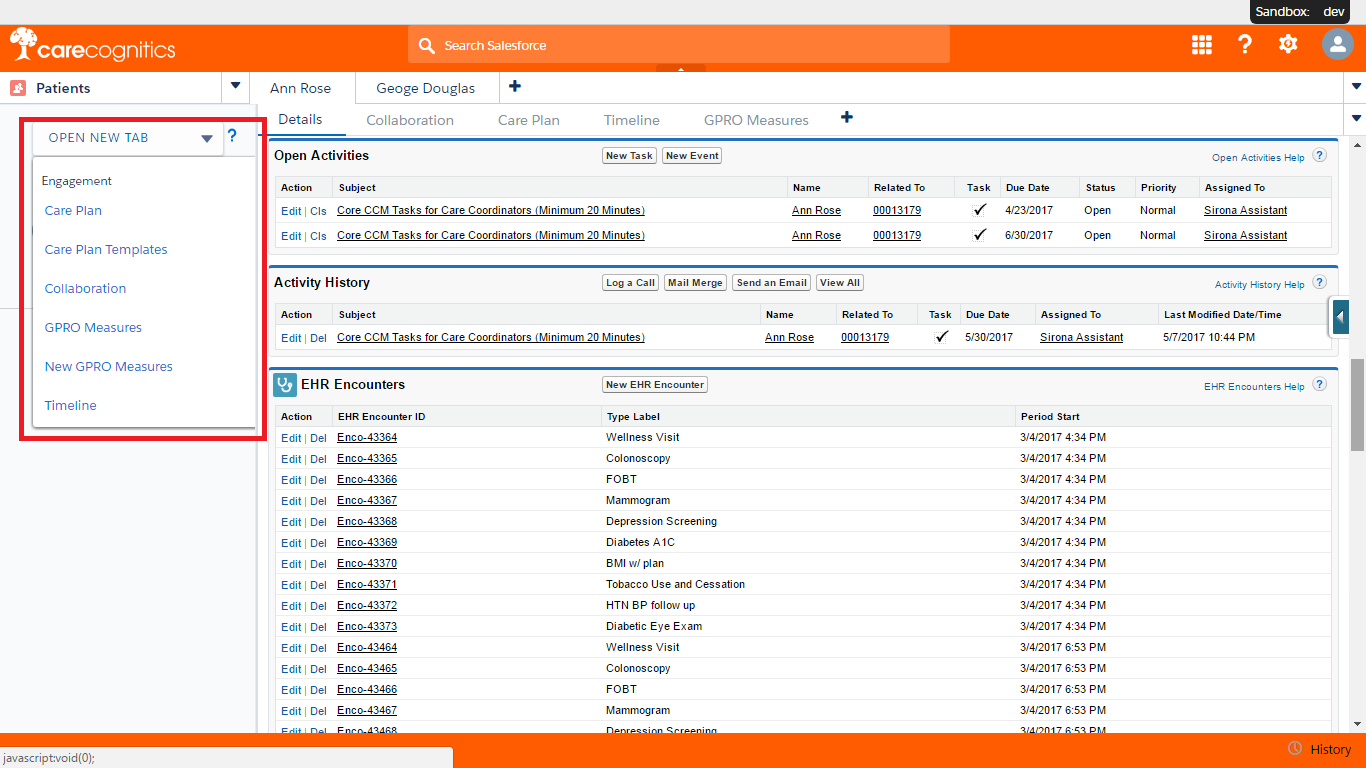 Sandbox: dev
carecognitics
Search Salesforce
?
Patients
Ann Rose
Geoge Douglas
OPEN NEW TAB
?
Engagement
Care Plan
Care Plan Templates
Collaboration
GPRO Measures
New GPRO Measures
Timeline
Details Collaboration Care Plan Timeline GPRO Measures
Open Activities New Task New Event Open Activities Help ?
Action Subject Name Related To Task Due Date Status Priority Assigned To
Edit | Cls Core CCM Tasks for Care Coordinators (Minimum 20 Minutes) Ann Rose 00013179 4/23/2017 Open Normal Sirona Assistant
Edit | Cls Core CCM Tasks for Care Coordinators (Minimum 20 Minutes) Ann Rose 00013179 6/30/2017 Open Normal Sirona Assistant
Activity History Log a Call Mail Merge Send an Email View All Activity History Help ?
Action Subject Name Related To Task Due Date Assigned To Last Modified Date/Time
Edit | Del Core CCM Tasks for Care Coordinators (Minimum 20 Minutes) Ann Rose 00013179 5/30/2017 Sirona Assistant 5/7/2017 10:44 PM
EHR Encounters New EHR Encounter EHR Encounters Help ?
Action EHR Encounter ID Type Label Period Start
Edit | Del Enco-43364 Wellness Visit 3/4/2017 4:34 PM
Edit | Del Enco-43365 Colonoscopy 3/4/2017 4:34 PM
Edit | Del Enco-43366 FOBT 3/4/2017 4:34 PM
Edit | Del Enco-43367 Mammogram 3/4/2017 4:34 PM
Edit | Del Enco-43368 Depression Screening 3/4/2017 4:34 PM
Edit | Del Enco-43369 Diabetes A1C 3/4/2017 4:34 PM
Edit | Del Enco-43370 BMI w/ plan 3/4/2017 4:34 PM
Edit | Del Enco-43371 Tobacco Use and Cessation 3/4/2017 4:34 PM
Edit | Del Enco-43372 HTN BP follow up 3/4/2017 4:34 PM
Edit | Del Enco-43373 Diabetic Eye Exam 3/4/2017 4:34 PM
Edit | Del Enco-43464 Wellness Visit 3/4/2017 6:53 PM
Edit | Del Enco-43465 Colonoscopy 3/4/2017 6:53 PM
Edit | Del Enco-43466 FOBT 3/4/2017 6:53 PM
Edit | Del Enco-43467 Mammogram 3/4/2017 6:53 PM
Edit | Del Enco-43468 Depression Screening 3/4/2017 6:53 PM
javascript:void(0);
History